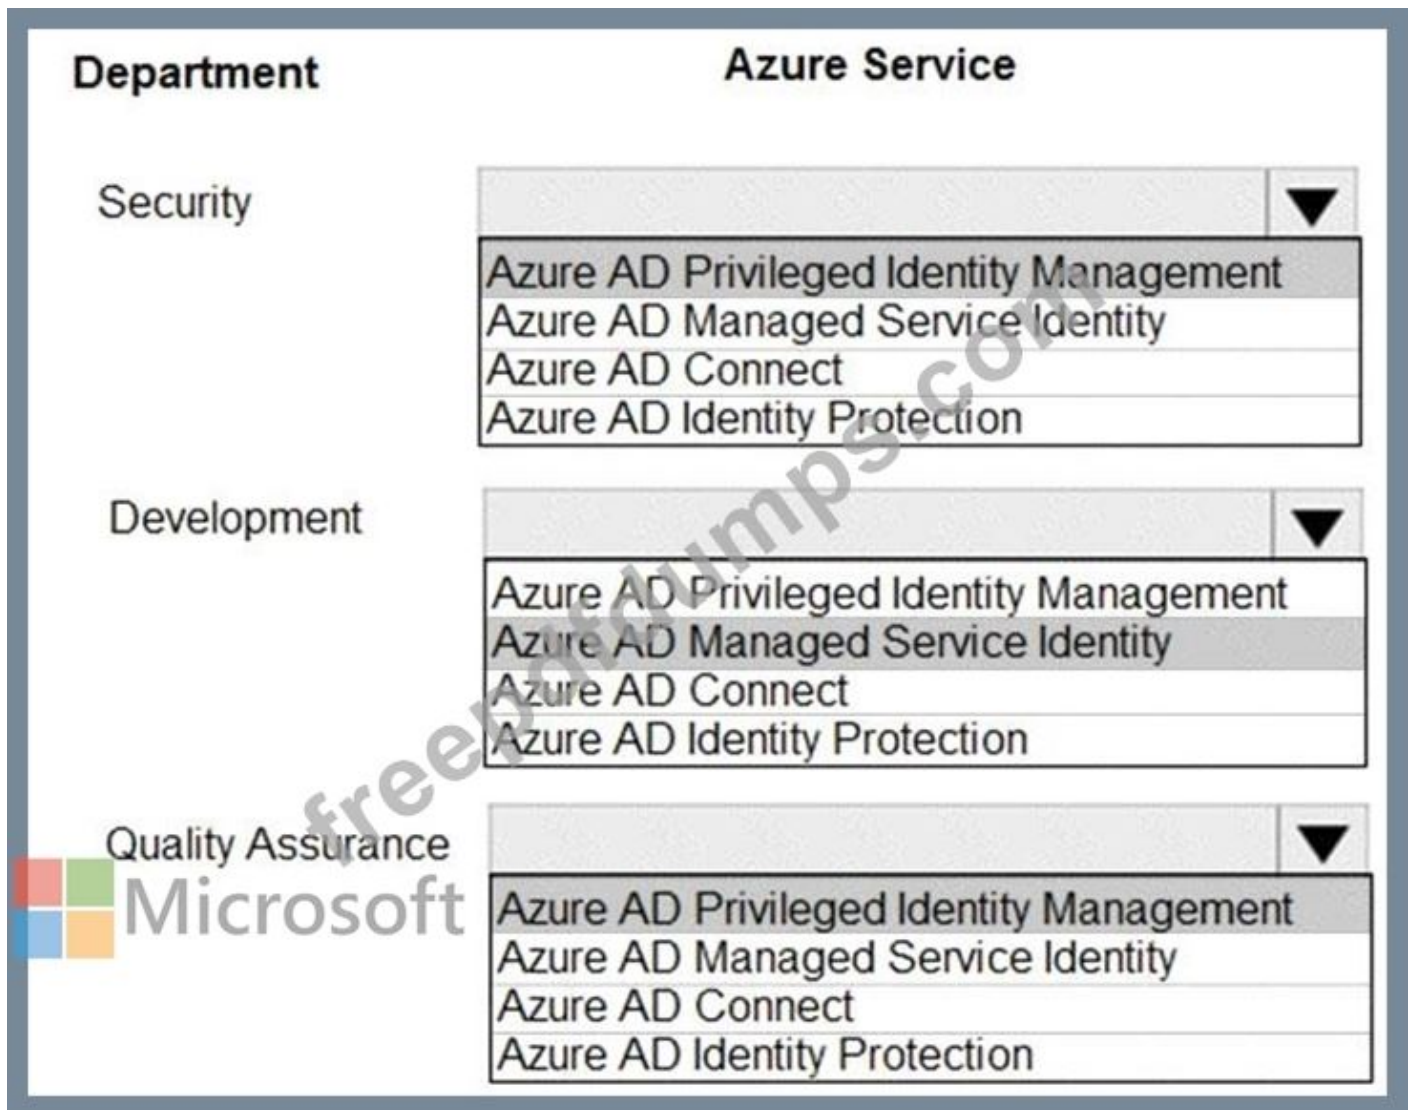 Department
Azure Service
Security
Azure AD Privileged Identity Management
Azure AD Managed Service Identity
Azure AD Connect
Azure AD Identity Protection
Development
Azure AD Privileged Identity Management
Azure AD Managed Service Identity
Azure AD Connect
Azure AD Identity Protection
Quality Assurance
Azure AD Privileged Identity Management
Azure AD Managed Service Identity
Azure AD Connect
Azure AD Identity Protection
freepdfdumps.com
Microsoft